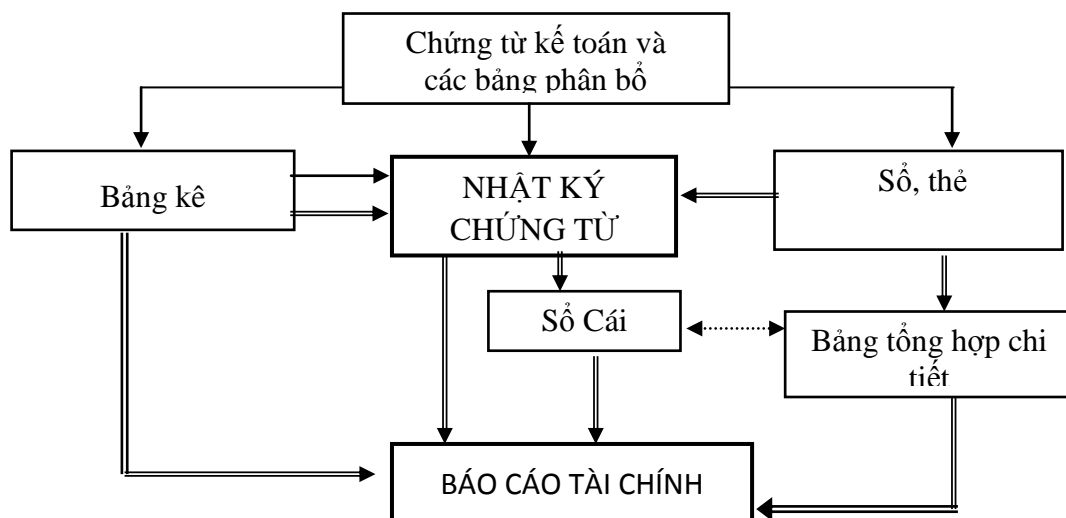 Chứng từ kế toán và
các bảng phân bổ
Bảng kê
NHẬT KÝ
CHỨNG TỪ
Sổ, thẻ
Sổ Cái
Bảng tổng hợp chi
tiết
BÁO CÁO TÀI CHÍNH